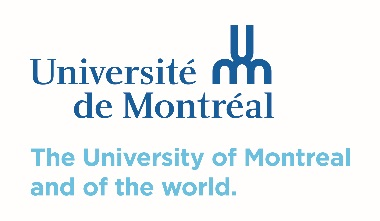 Université
de Montréal
The University of Montreal
and of the world.